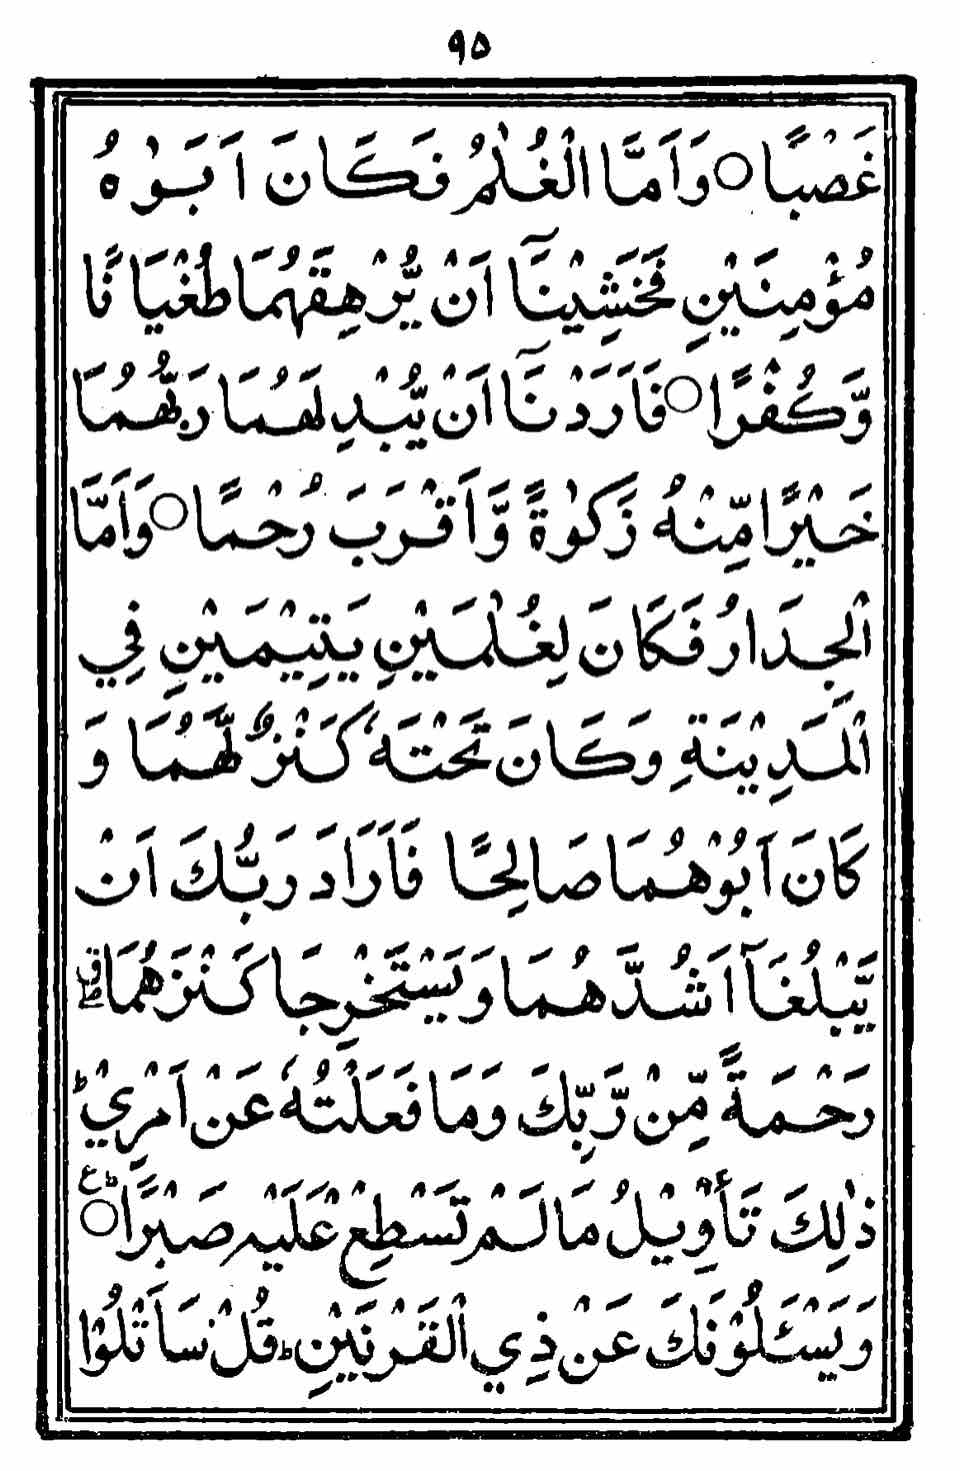 ٩٥
غَصْبًا ○ وَاَمَّا الْغُلٰمُ فَكَانَ اَبَوٰهُ
مُؤْمِنَيْنِ فَخَشِيْنَآ اَنْ يُّرْهِقَهُمَا طُغْيَانًا
وَّكُفْرًا ○ فَاَرَدْنَآ اَنْ يُّبْدِلَهُمَا رَبُّهُمَا
خَيْرًا مِّنْهُ زَكٰوةً وَّاَقْرَبَ رُحْمًا ○ وَاَمَّا
الْجِدَارُ فَكَانَ لِغُلٰمَيْنِ يَتِيْمَيْنِ فِي
الْمَدِيْنَةِ وَكَانَ تَحْتَهٗ كَنْزٌ لَّهُمَا وَ
كَانَ اَبُوْهُمَا صَالِحًا فَاَرَادَ رَبُّكَ اَنْ
يَّبْلُغَآ اَشُدَّهُمَا وَيَسْتَخْرِجَا كَنْزَهُمَا ق ط
رَحْمَةً مِّنْ رَّبِّكَ وَمَا فَعَلْتُهٗ عَنْ اَمْرِيْ ط
ذٰلِكَ تَأْوِيْلُ مَا لَمْ تَسْطِعْ عَلَيْهِ صَبْرًا ○ ط ع
وَيَسْـَٔلُوْنَكَ عَنْ ذِي الْقَرْنَيْنِ ط قُلْ سَاَتْلُوْا